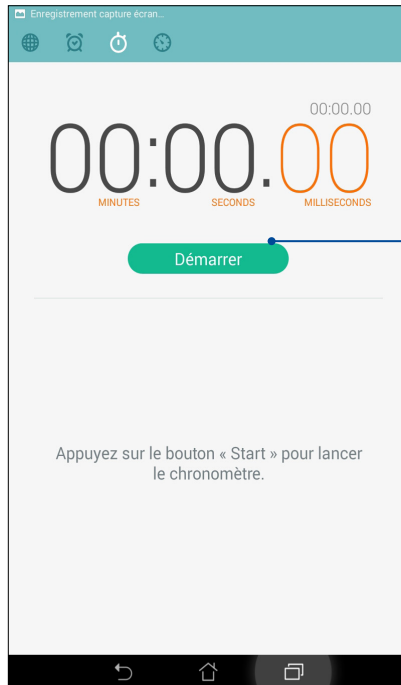 Enregistrement capture écran...
00:00.00
00:00.00
MINUTES SECONDS MILLISECONDS
Démarrer
Appuyez sur le bouton « Start » pour lancer
le chronomètre.